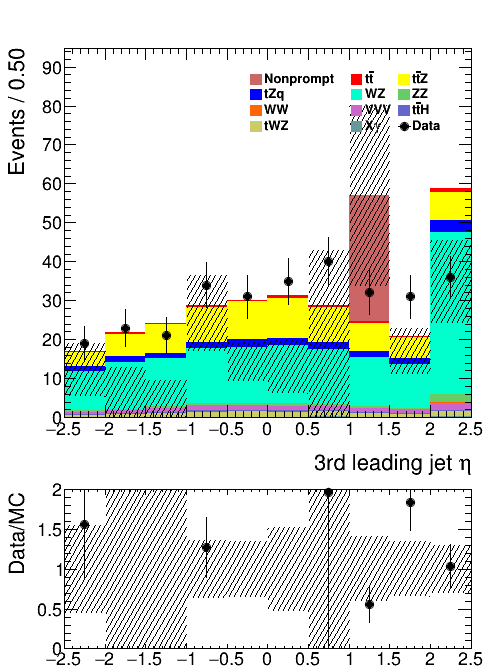 Events / 0.50
90
80
70
60
50
40
30
20
10
0
Nonprompt tt̄ tt̄Z
tZq WZ ZZ
WW VVV tt̄H
tWZ Xγ Data
−2.5 −2 −1.5 −1 −0.5 0 0.5 1 1.5 2 2.5
3rd leading jet η
Data/MC
2
1.5
1
0.5
0
−2.5 −2 −1.5 −1 −0.5 0 0.5 1 1.5 2 2.5